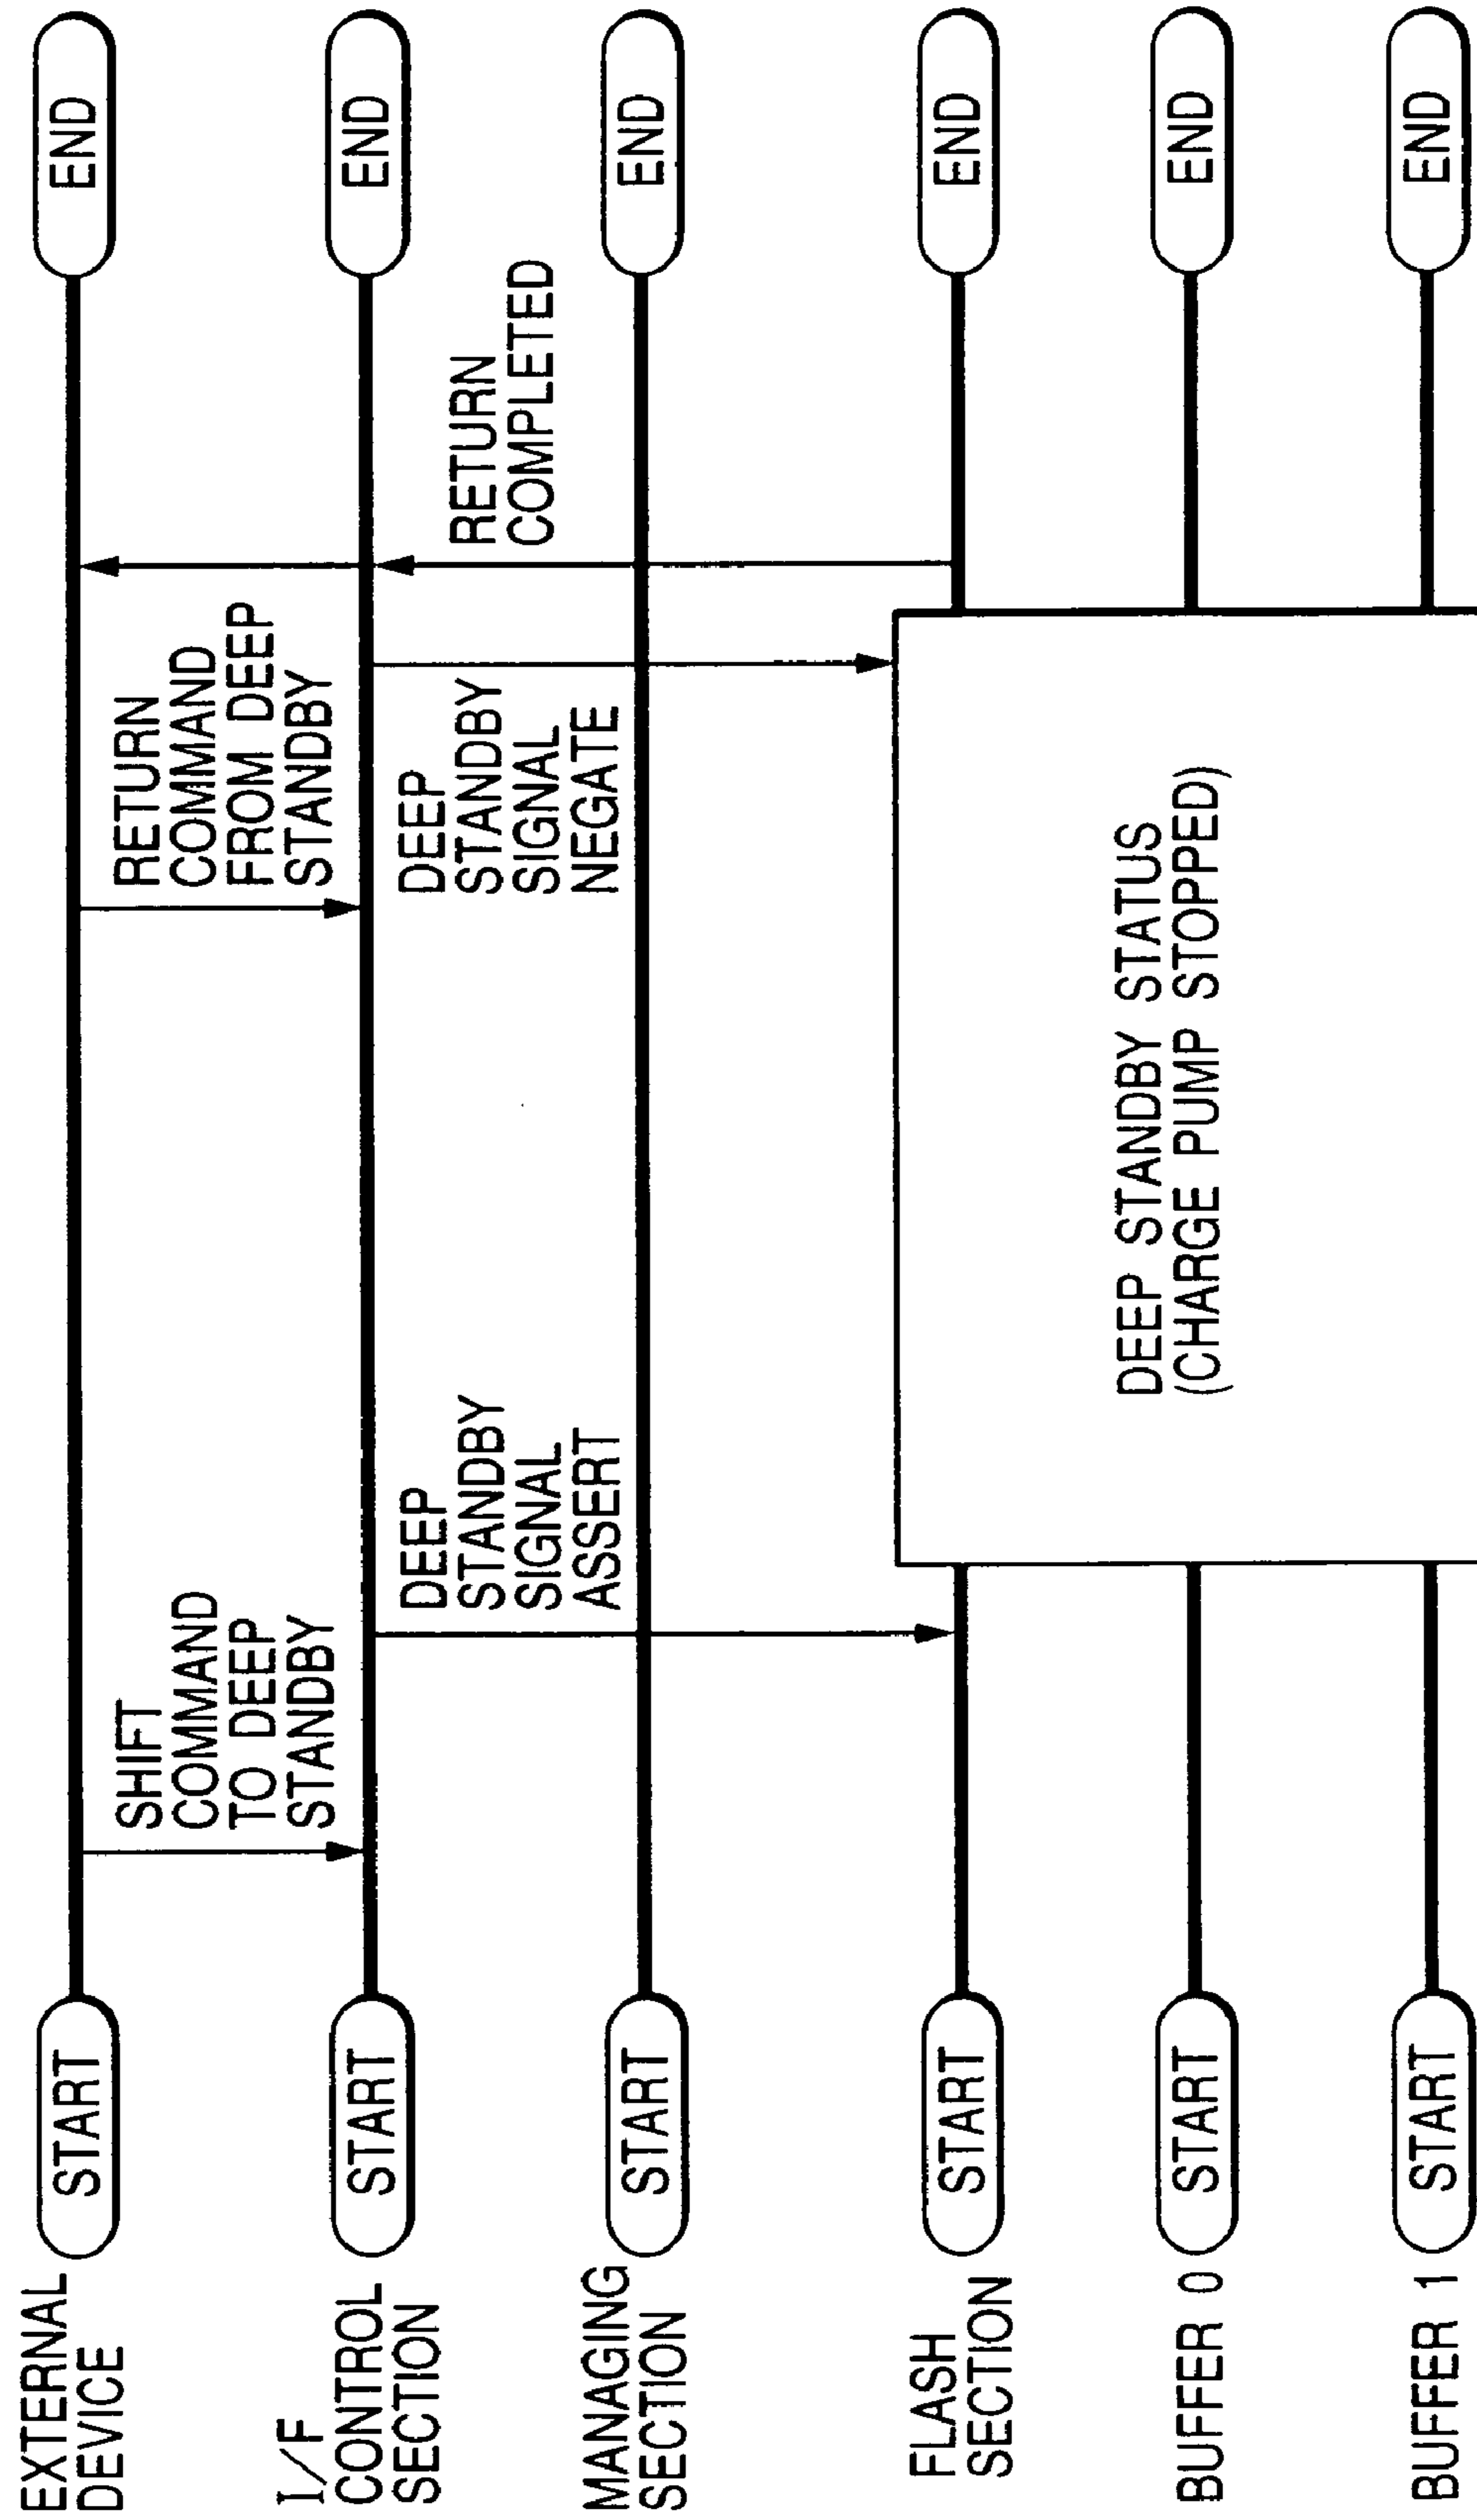 EXTERNAL
DEVICE
START
SHIFT
COMMAND
TO DEEP
STANDBY
RETURN
COMMAND
FROM DEEP
STANDBY
END
I/F
CONTROL
SECTION
START
DEEP
STANDBY
SIGNAL
ASSERT
DEEP
STANDBY
SIGNAL
NEGATE
RETURN
COMPLETED
END
MANAGING
SECTION
START
END
FLASH
SECTION
START
END
DEEP STANDBY STATUS
(CHARGE PUMP STOPPED)
BUFFER 0
START
END
BUFFER 1
START
END